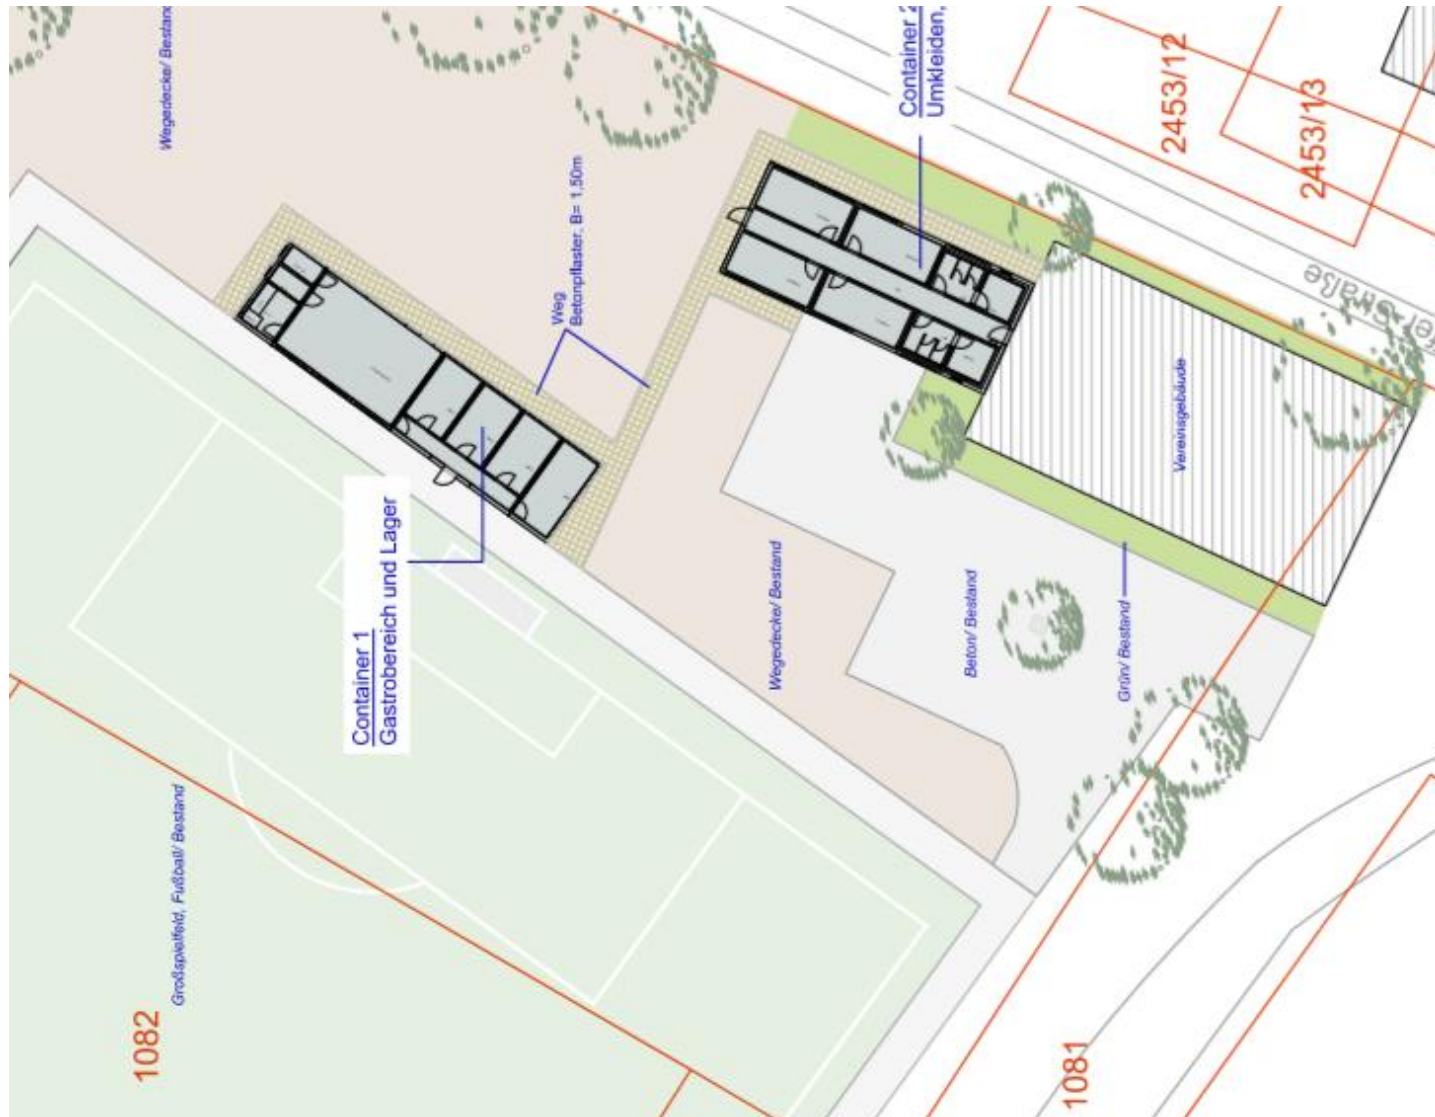 Wegedecke/ Bestand
Container 2
Umkleiden,
2453/12
2453/13
Weg
Betonpflaster, B= 1,50m
Container 1
Gastrobereich und Lager
Vereinsgebäude
Wegedecke/ Bestand
Beton/ Bestand
Grün/ Bestand
Großspielfeld, Fußball/ Bestand
1082
1081